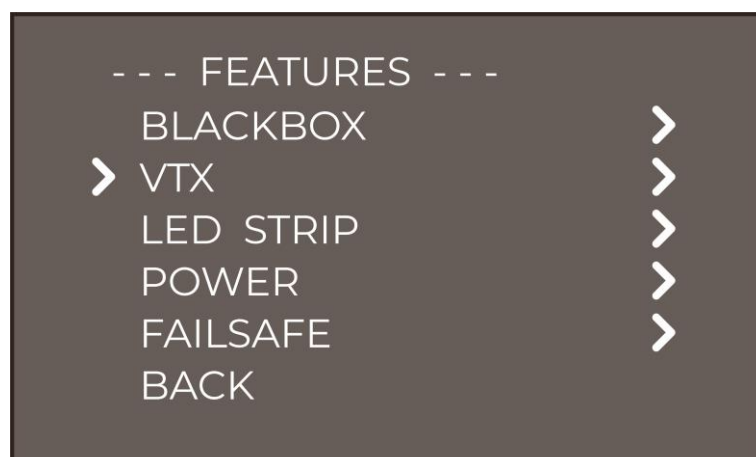 --- FEATURES ---
BLACKBOX >
> VTX >
LED STRIP >
POWER >
FAILSAFE >
BACK